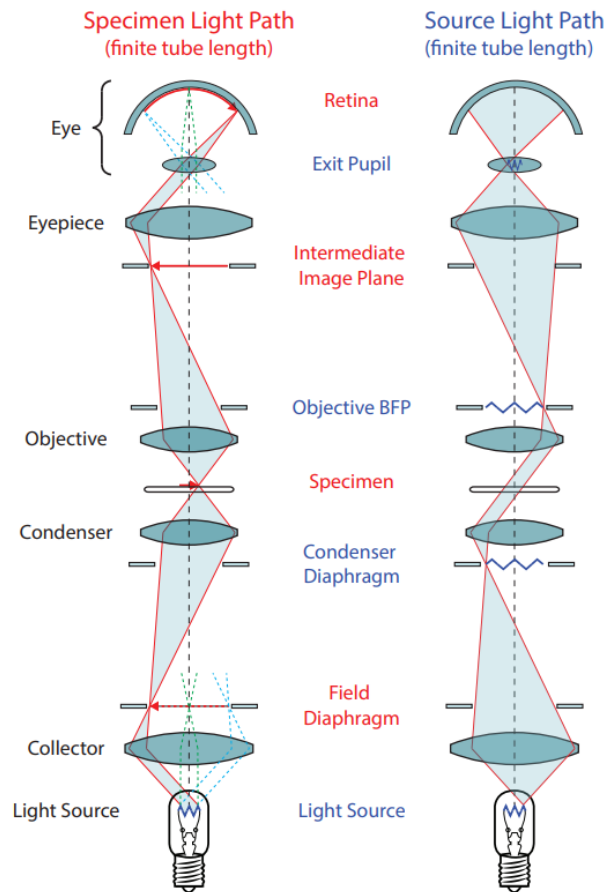 Specimen Light Path
(finite tube length)
Source Light Path
(finite tube length)
Eye
Retina
Exit Pupil
Eyepiece
Intermediate
Image Plane
Objective BFP
Objective
Specimen
Condenser
Condenser
Diaphragm
Field
Diaphragm
Collector
Light Source
Light Source